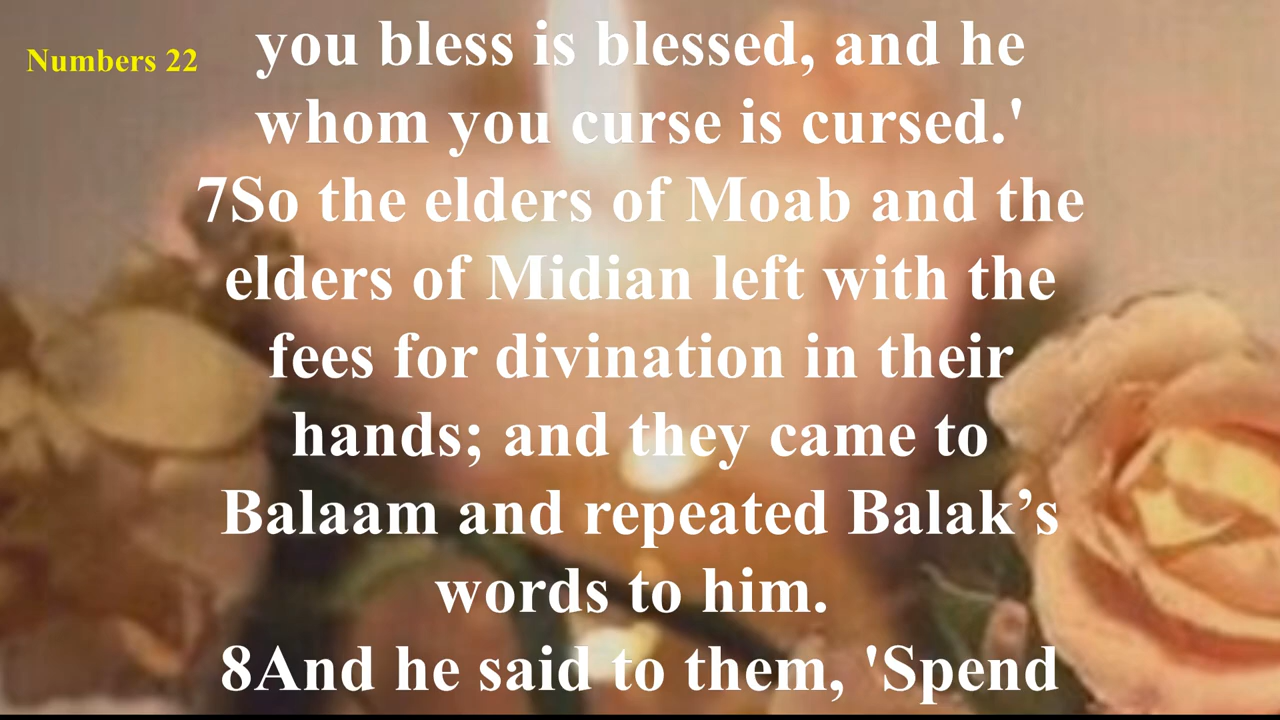 Numbers 22
you bless is blessed, and he
whom you curse is cursed.'
7So the elders of Moab and the
elders of Midian left with the
fees for divination in their
hands; and they came to
Balaam and repeated Balak’s
words to him.
8And he said to them, 'Spend